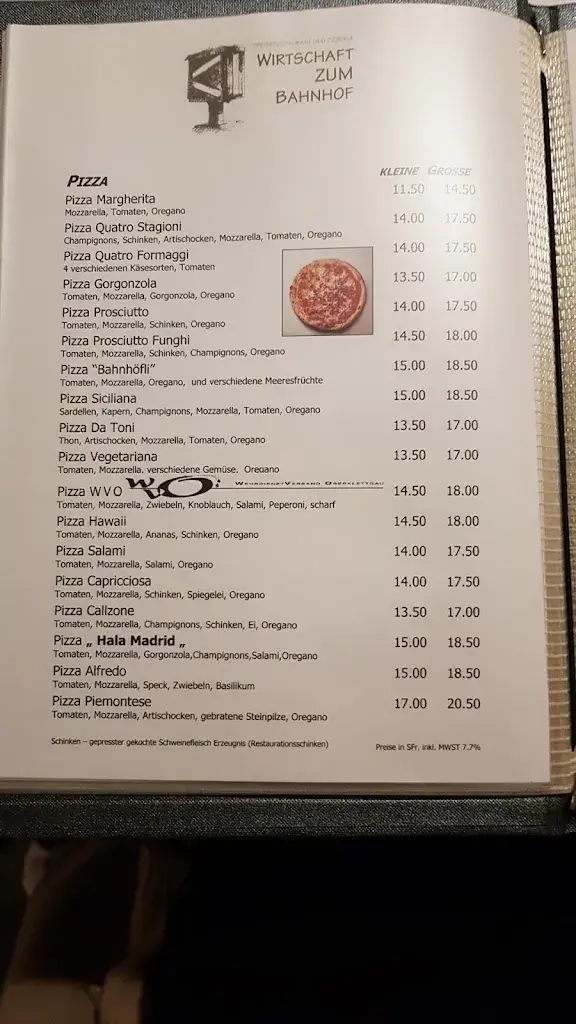 WIRTSCHAFT
ZUM
BAHNHOF
PIZZA KLEINE GROSSE
Pizza Margherita 11.50 14.50
Mozzarella, Tomaten, Oregano
Pizza Quatro Stagioni 14.00 17.50
Champignons, Schinken, Artischocken, Mozzarella, Tomaten, Oregano
Pizza Quatro Formaggi 14.00 17.50
4 verschiedenen Käsesorten, Tomaten
Pizza Gorgonzola 13.50 17.00
Tomaten, Mozzarella, Gorgonzola, Oregano
Pizza Prosciutto 14.00 17.50
Tomaten, Mozzarella, Schinken, Oregano
Pizza Prosciutto Funghi 14.50 18.00
Tomaten, Mozzarella, Schinken, Champignons, Oregano
Pizza "Bahnhöfli" 15.00 18.50
Tomaten, Mozzarella, Oregano, und verschiedene Meeresfrüchte
Pizza Siciliana 15.00 18.50
Sardellen, Kapern, Champignons, Mozzarella, Tomaten, Oregano
Pizza Da Toni 13.50 17.00
Thon, Artischocken, Mozzarella, Tomaten, Oregano
Pizza Vegetariana 13.50 17.00
Tomaten, Mozzarella, verschiedene Gemüse, Oregano
Pizza WVO WVO 14.50 18.00
Tomaten, Mozzarella, Zwiebeln, Knoblauch, Salami, Peperoni, scharf
Pizza Hawaii 14.50 18.00
Tomaten, Mozzarella, Ananas, Schinken, Oregano
Pizza Salami 14.00 17.50
Tomaten, Mozzarella, Salami, Oregano
Pizza Capricciosa 14.00 17.50
Tomaten, Mozzarella, Schinken, Spiegelei, Oregano
Pizza Callzone 13.50 17.00
Tomaten, Mozzarella, Champignons, Schinken, Ei, Oregano
Pizza „ Hala Madrid „ 15.00 18.50
Tomaten, Mozzarella, Gorgonzola,Champignons,Salami,Oregano
Pizza Alfredo 15.00 18.50
Tomaten, Mozzarella, Speck, Zwiebeln, Basilikum
Pizza Piemontese 17.00 20.50
Tomaten, Mozzarella, Artischocken, gebratene Steinpilze, Oregano
Schinken – gepresster gekochte Schweinefleisch Erzeugnis (Restaurationsschinken) Preise in SFr. inkl. MWST 7.7%